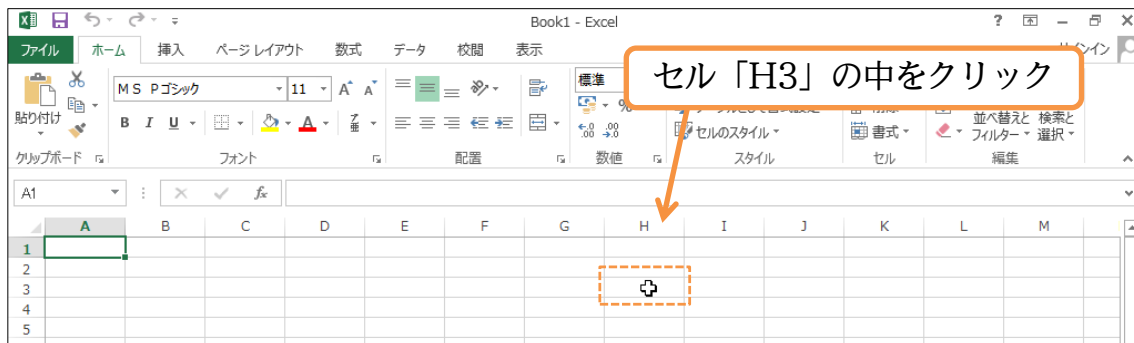 Book1 - Excel
?
ファイル ホーム 挿入 ページ レイアウト 数式 データ 校閲 表示
セル「H3」の中をクリック
貼り付け
ＭＳ Ｐゴシック 11 A A 標準
B I U A %
セルのスタイル
書式
並べ替えと フィルター
検索と 選択
クリップボード フォント 配置 数値 スタイル セル 編集
A1 fx
A B C D E F G H I J K L M
1
2
3
4
5